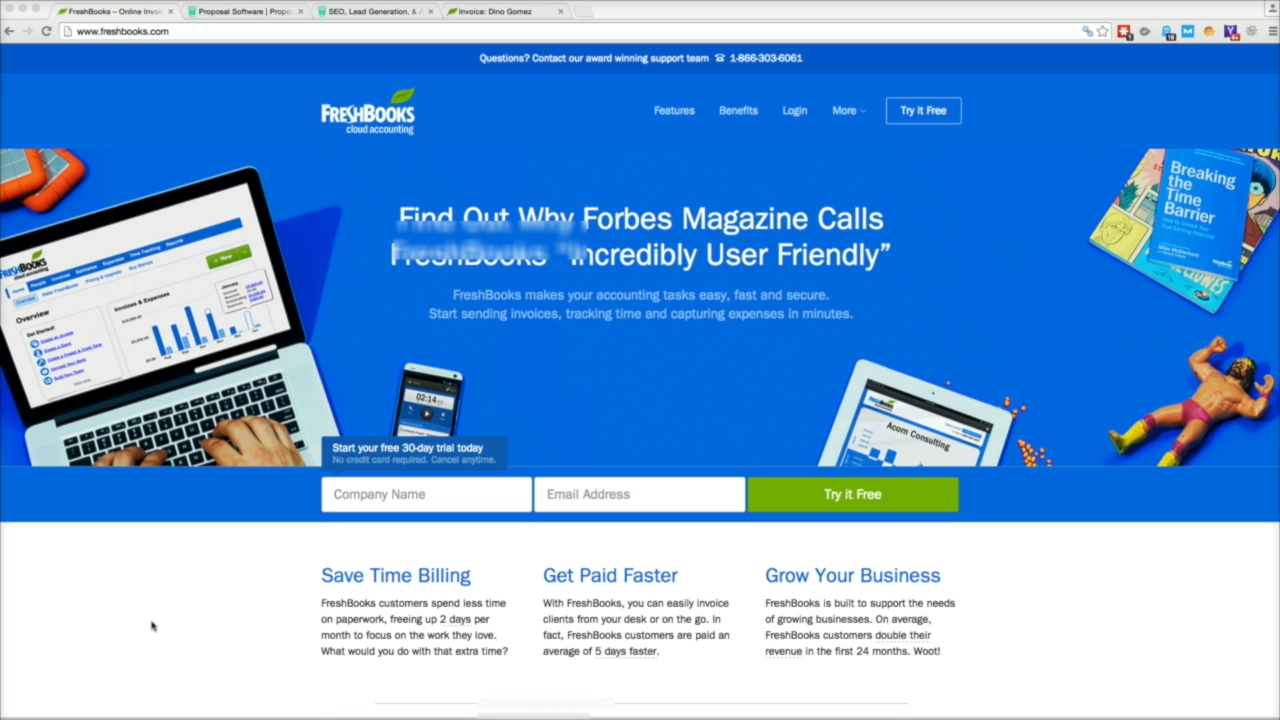 FreshBooks – Online Invoi
Proposal Software | Propo
SEO, Lead Generation, &
Invoice: Dino Gomez
www.freshbooks.com
Questions? Contact our award winning support team ☎ 1-866-303-6061
FRESHBOOKS
cloud accounting
Features Benefits Login More Try it Free
Find Out Why Forbes Magazine Calls
FreshBooks "Incredibly User Friendly"
FreshBooks makes your accounting tasks easy, fast and secure.
Start sending invoices, tracking time and capturing expenses in minutes.
Breaking
the
Time
Barrier
FRESHBOOKS
cloud accounting
Overview
Invoices & Expenses
January
02:14
Acorn Consulting
Start your free 30-day trial today
No credit card required. Cancel anytime.
Company Name
Email Address
Try it Free
Save Time Billing
FreshBooks customers spend less time
on paperwork, freeing up 2 days per
month to focus on the work they love.
What would you do with that extra time?
Get Paid Faster
With FreshBooks, you can easily invoice
clients from your desk or on the go. In
fact, FreshBooks customers are paid an
average of 5 days faster.
Grow Your Business
FreshBooks is built to support the needs
of growing businesses. On average,
FreshBooks customers double their
revenue in the first 24 months. Woot!